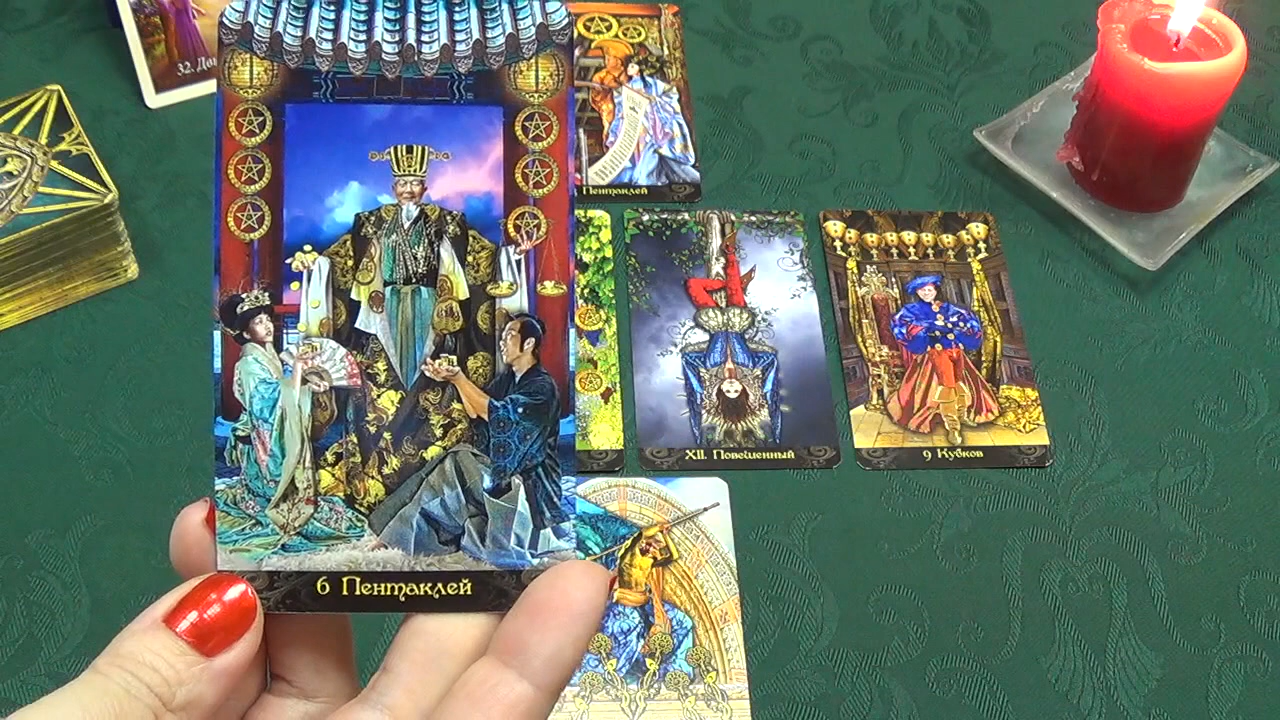 32. До
Пентаклей
XII. Повешенный
9 Кубков
6 Пентаклей